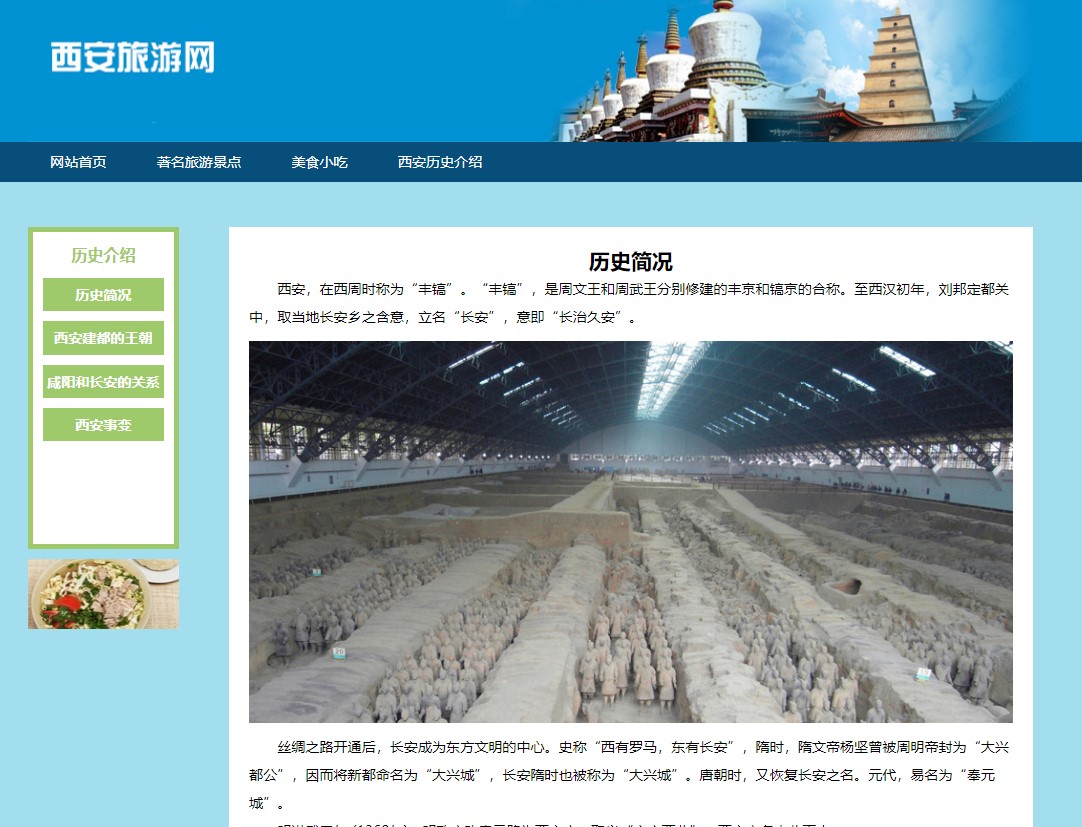 西安旅游网
网站首页 著名旅游景点 美食小吃 西安历史介绍
历史介绍
历史简况
西安建都的王朝
咸阳和长安的关系
西安事变
历史简况
西安，在西周时称为“丰镐”。“丰镐”，是周文王和周武王分别修建的丰京和镐京的合称。至西汉初年，刘邦定都关
中，取当地长安乡之含意，立名“长安”，意即“长治久安”。
20
丝绸之路开通后，长安成为东方文明的中心。史称“西有罗马，东有长安”，隋时，隋文帝杨坚曾被周明帝封为“大兴
都公”，因而将新都命名为“大兴城”，长安隋时也被称为“大兴城”。唐朝时，又恢复长安之名。元代，易名为“奉元
城”。